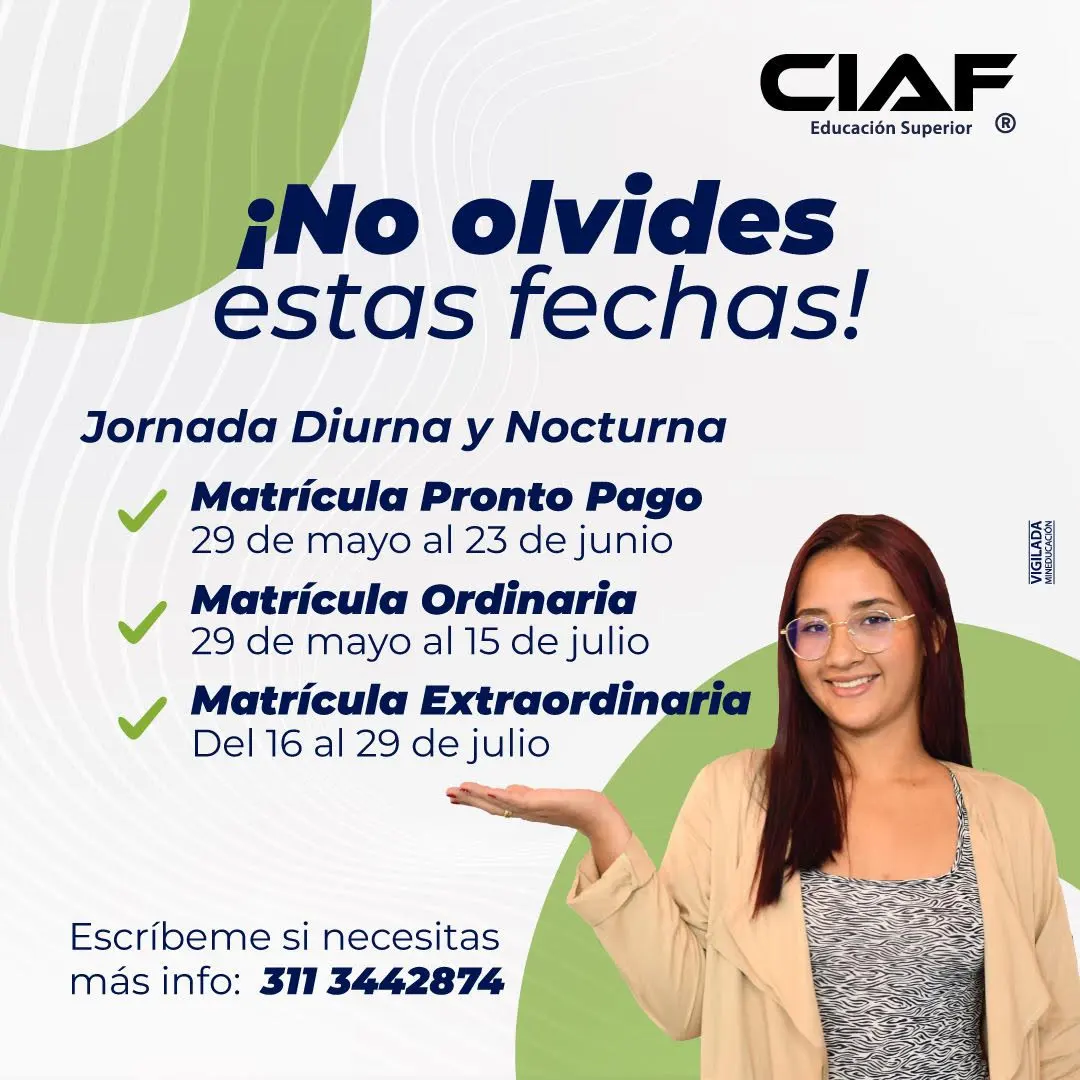 CIAF
Educación Superior ®
¡No olvides
estas fechas!
Jornada Diurna y Nocturna
Matrícula Pronto Pago
29 de mayo al 23 de junio
Matrícula Ordinaria
29 de mayo al 15 de julio
Matrícula Extraordinaria
Del 16 al 29 de julio
VIGILADA
MINEDUCACIÓN
Escríbeme si necesitas
más info: 311 3442874